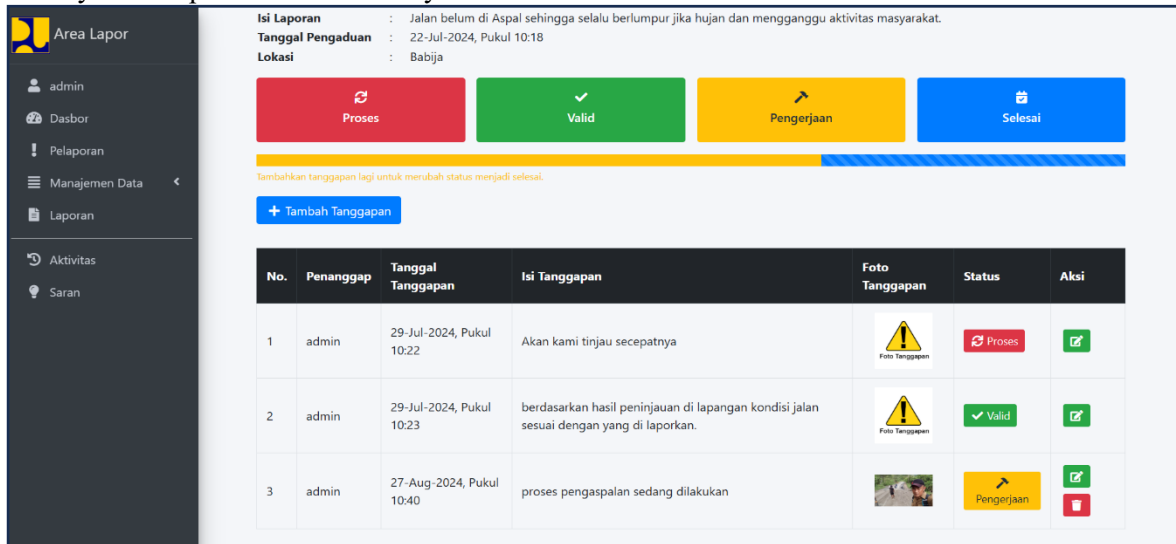 Area Lapor
admin
Dasbor
Pelaporan
Manajemen Data
Laporan
Aktivitas
Saran
Isi Laporan : Jalan belum di Aspal sehingga selalu berlumpur jika hujan dan mengganggu aktivitas masyarakat.
Tanggal Pengaduan : 22-Jul-2024, Pukul 10:18
Lokasi : Babija
Proses Valid Pengerjaan Selesai
Tambahkan tanggapan lagi untuk merubah status menjadi selesai.
Tambah Tanggapan
No. Penanggap Tanggal Tanggapan Isi Tanggapan Foto Tanggapan Status Aksi
1 admin 29-Jul-2024, Pukul 10:22 Akan kami tinjau secepatnya Foto Tanggapan Proses
2 admin 29-Jul-2024, Pukul 10:23 berdasarkan hasil peninjauan di lapangan kondisi jalan sesuai dengan yang di laporkan. Foto Tanggapan Valid
3 admin 27-Aug-2024, Pukul 10:40 proses pengaspalan sedang dilakukan Pengerjaan